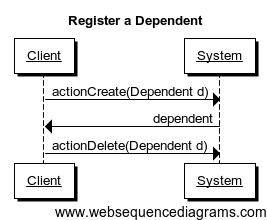 Register a Dependent
Client System
actionCreate(Dependent d)
dependent
actionDelete(Dependent d)
Client System
www.websequencediagrams.com